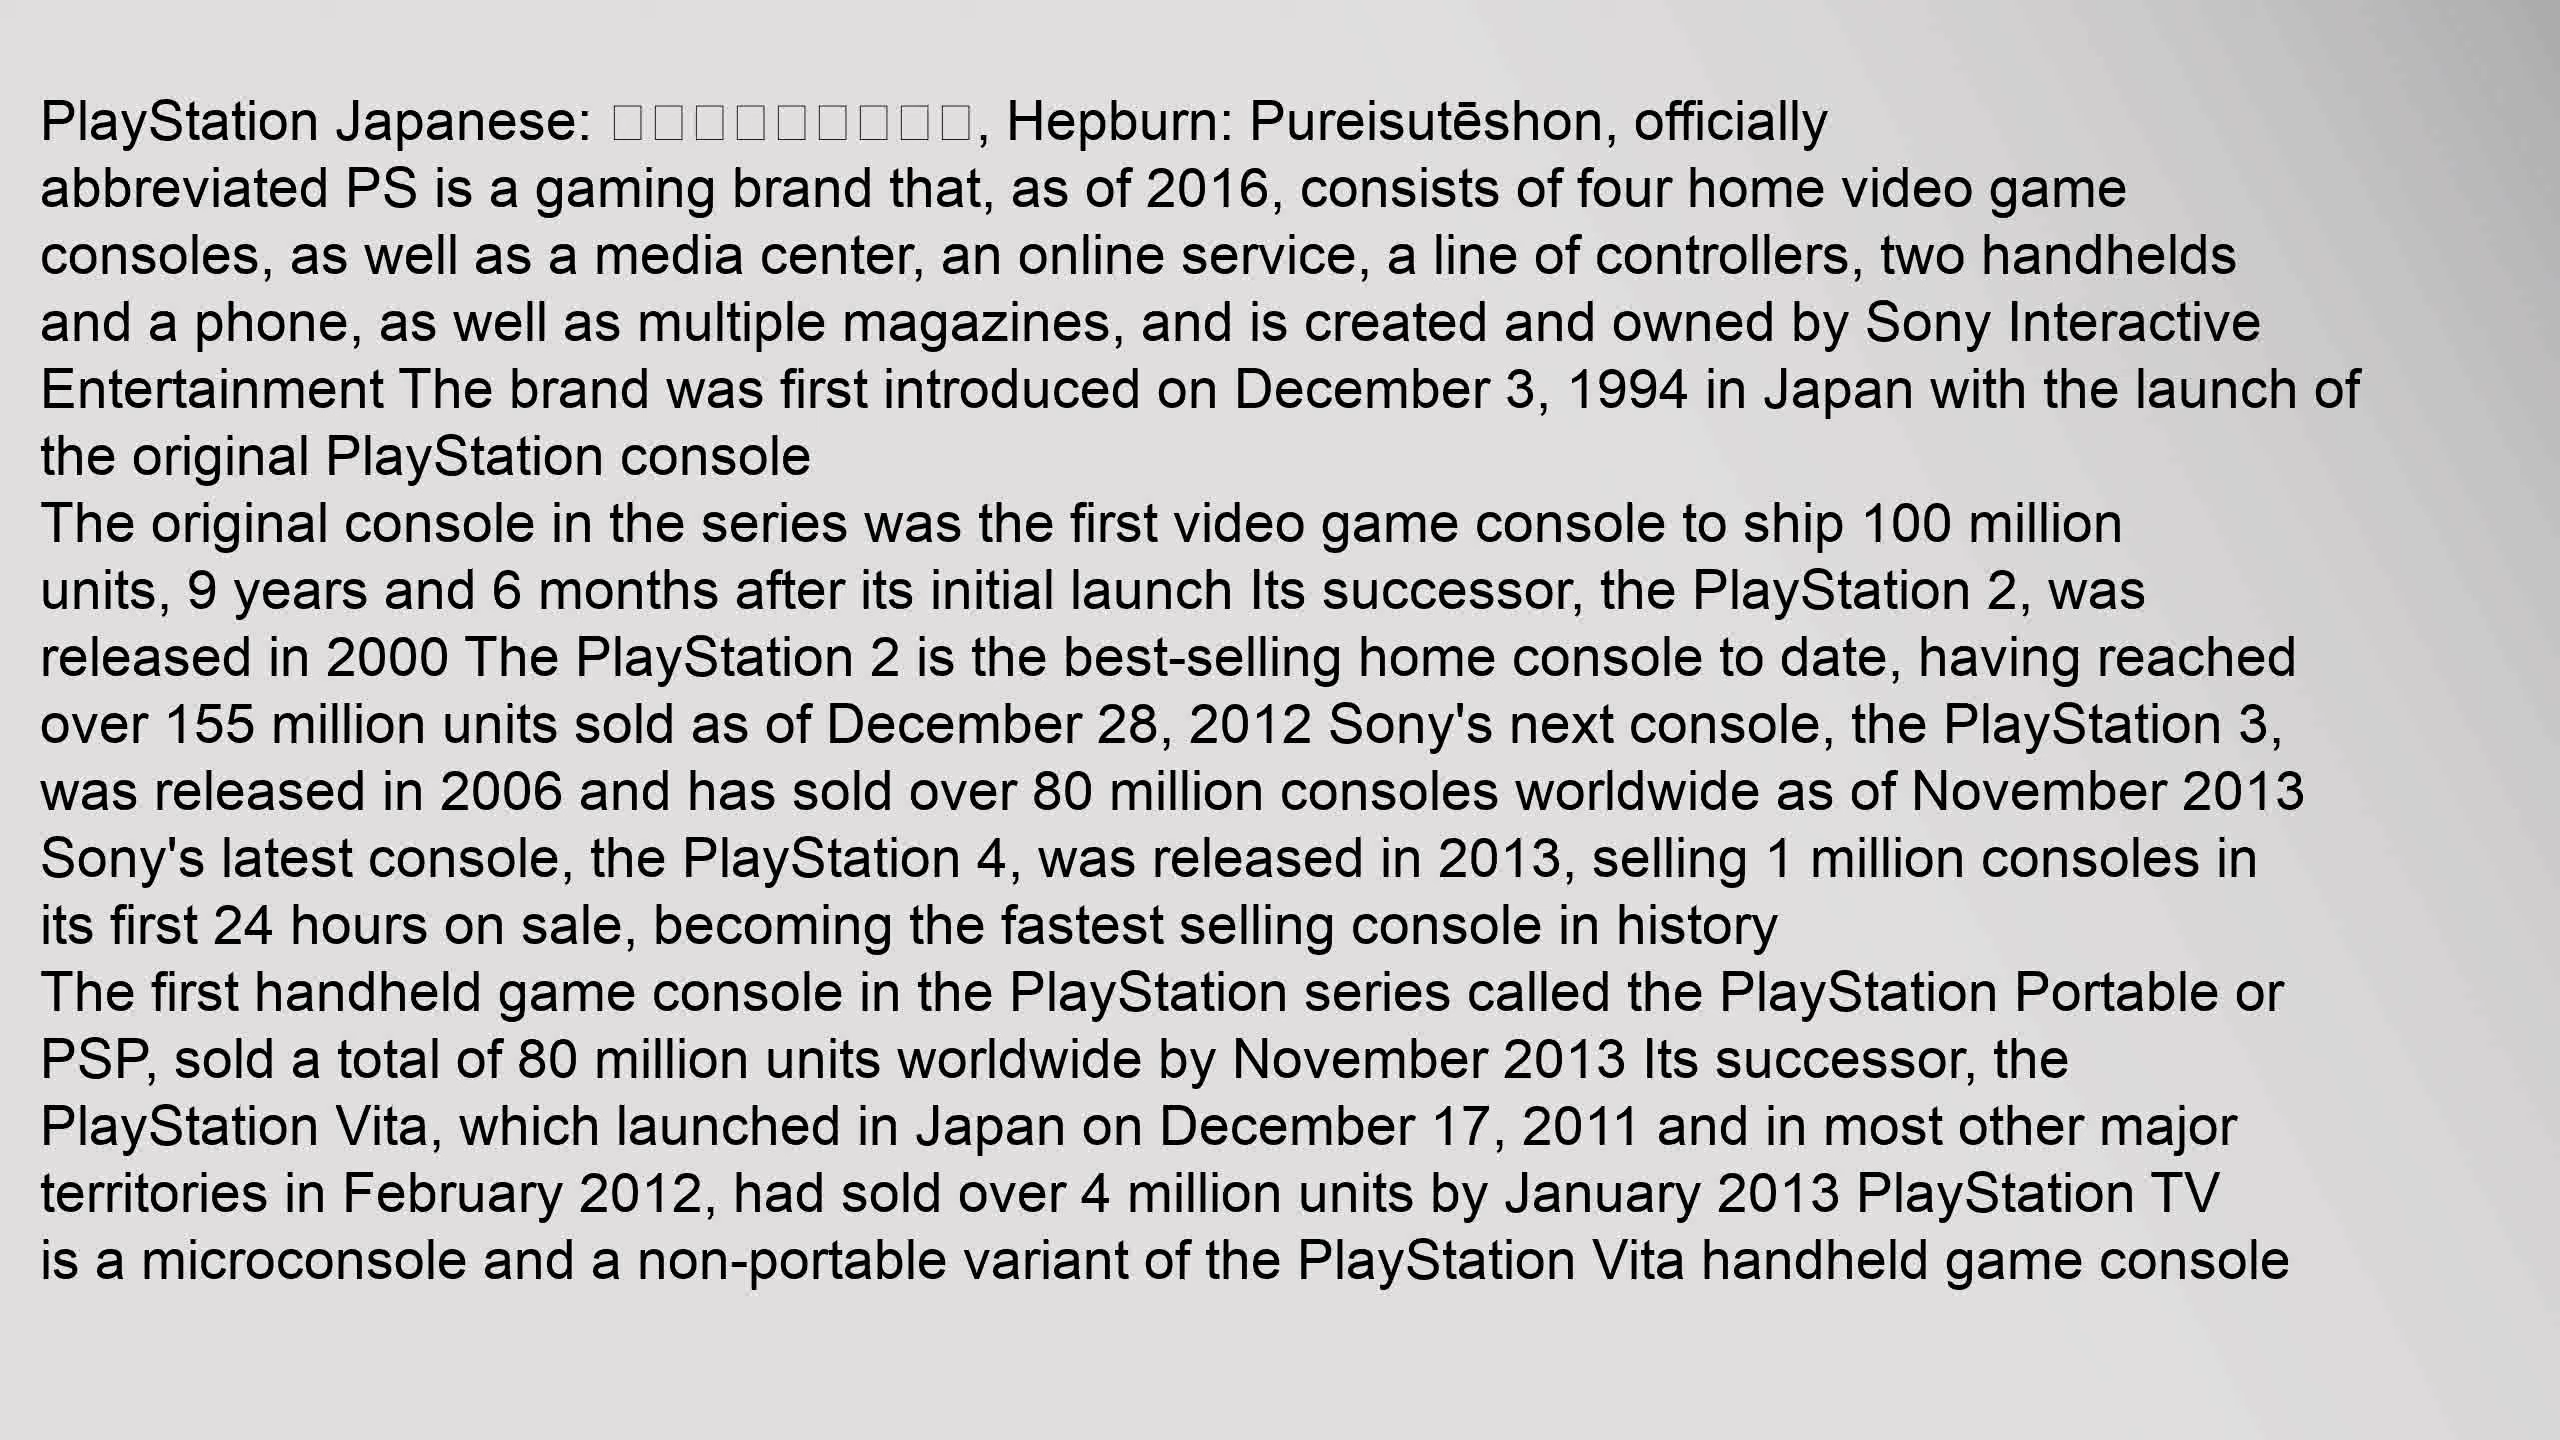 PlayStation Japanese: □□□□□□□□□, Hepburn: Pureisutēshon, officially
abbreviated PS is a gaming brand that, as of 2016, consists of four home video game
consoles, as well as a media center, an online service, a line of controllers, two handhelds
and a phone, as well as multiple magazines, and is created and owned by Sony Interactive
Entertainment The brand was first introduced on December 3, 1994 in Japan with the launch of
the original PlayStation console
The original console in the series was the first video game console to ship 100 million
units, 9 years and 6 months after its initial launch Its successor, the PlayStation 2, was
released in 2000 The PlayStation 2 is the best-selling home console to date, having reached
over 155 million units sold as of December 28, 2012 Sony's next console, the PlayStation 3,
was released in 2006 and has sold over 80 million consoles worldwide as of November 2013
Sony's latest console, the PlayStation 4, was released in 2013, selling 1 million consoles in
its first 24 hours on sale, becoming the fastest selling console in history
The first handheld game console in the PlayStation series called the PlayStation Portable or
PSP, sold a total of 80 million units worldwide by November 2013 Its successor, the
PlayStation Vita, which launched in Japan on December 17, 2011 and in most other major
territories in February 2012, had sold over 4 million units by January 2013 PlayStation TV
is a microconsole and a non-portable variant of the PlayStation Vita handheld game console